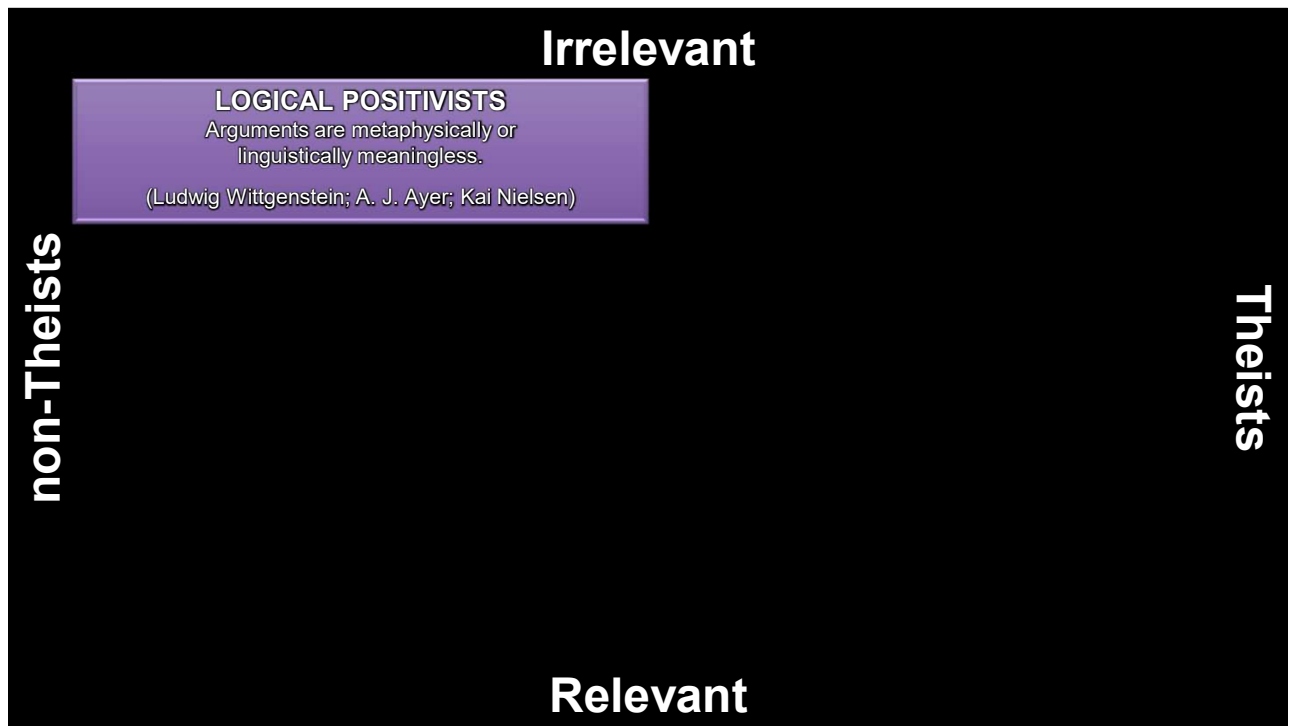 Irrelevant
LOGICAL POSITIVISTS
Arguments are metaphysically or
linguistically meaningless.
(Ludwig Wittgenstein; A. J. Ayer; Kai Nielsen)
non-Theists
Theists
Relevant